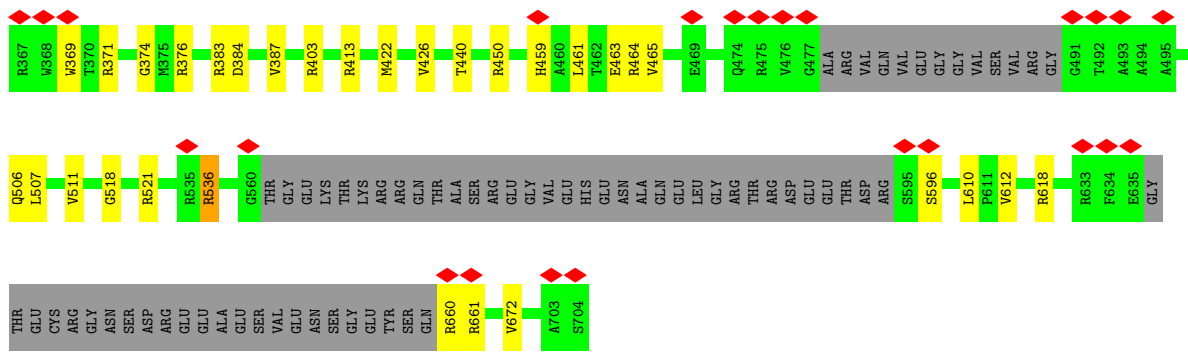 R367 W368 W369 T370 R371 G374 M375 R376 R383 D384 V387 R403 R413 M422 V426 T440 R450 H459 A460 L461 T462 E463 R464 V465 E469 Q474 R475 V476 G477 ALA ARG VAL GLN VAL GLU GLY GLY VAL SER VAL ARG GLY G491 T492 A493 A494 A495
Q506 L507 V511 G518 R521 R535 R536 G560 THR GLY GLU LYS THR LYS ARG ARG GLN THR ALA SER ARG GLU GLY VAL GLU HIS GLU ASN ALA GLN GLU LEU GLY ARG THR ARG ASP GLU GLU THR ASP ARG S595 S596 L610 P611 V612 R618 R633 F634 E635 GLY
THR GLU CYS ARG GLY ASN SER ASP ARG GLU GLU ALA GLU SER VAL GLU ASN SER GLY GLU TYR SER GLN R660 R661 V672 A703 S704